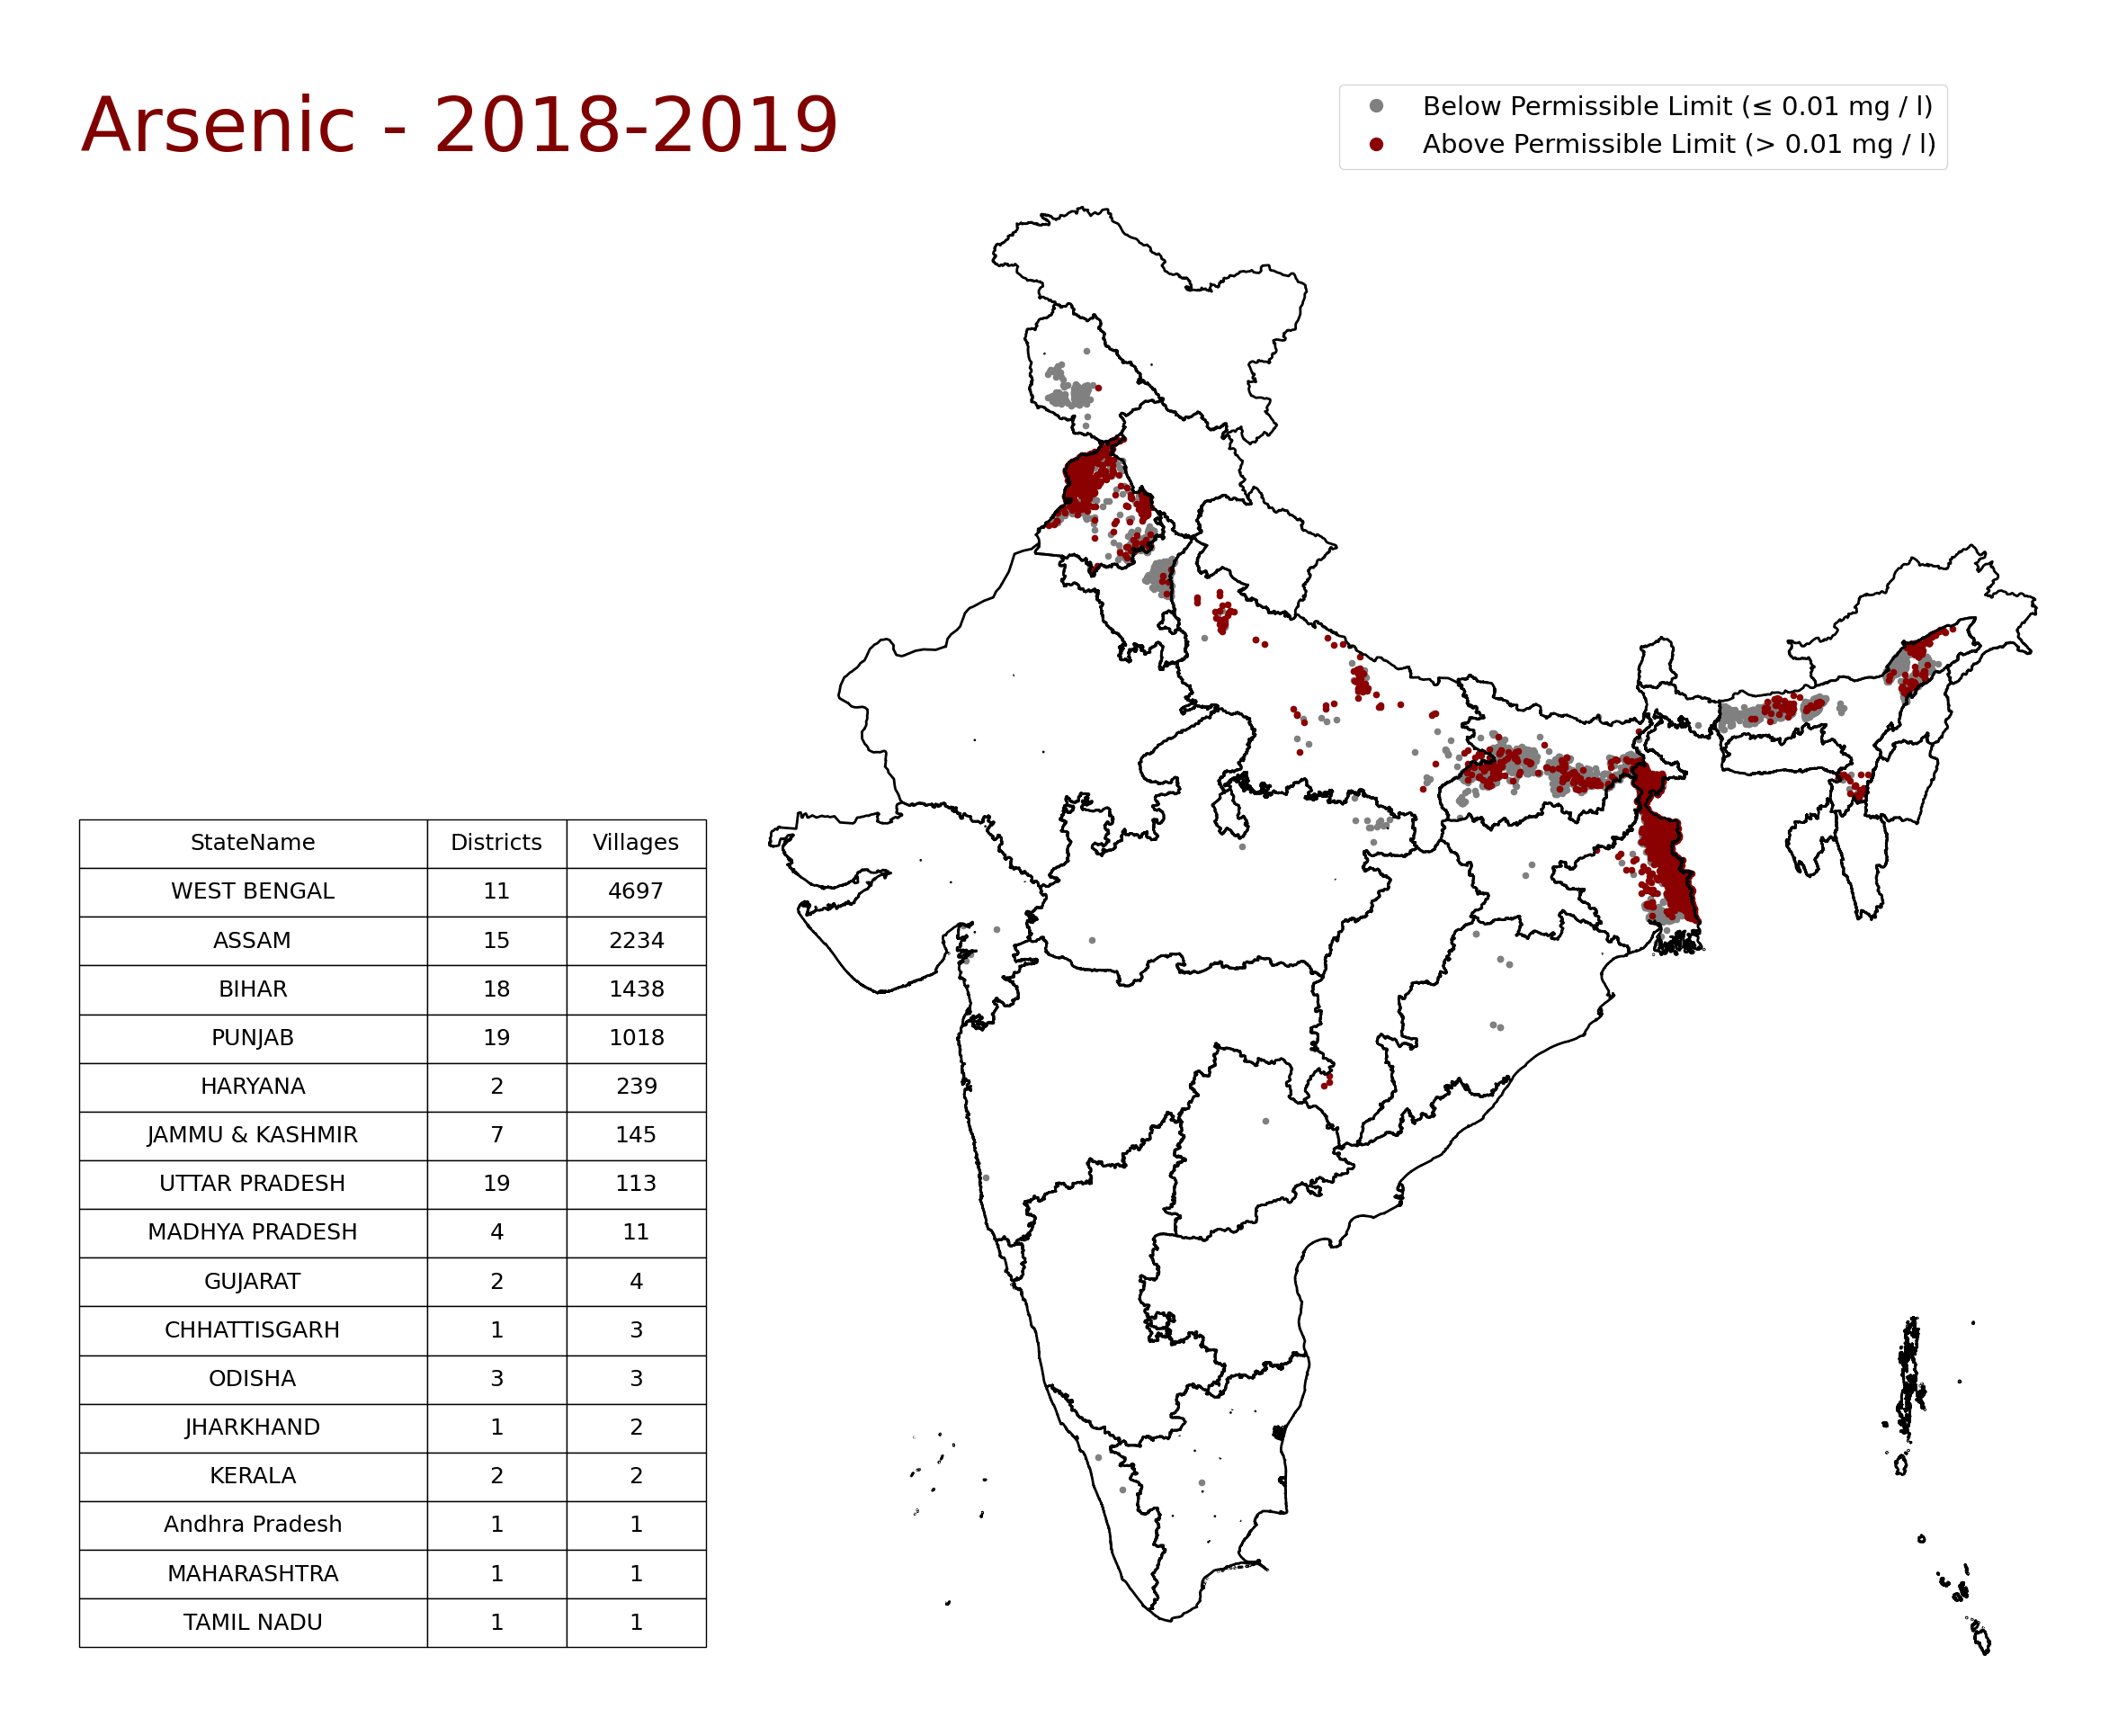 Arsenic - 2018-2019
Below Permissible Limit (≤ 0.01 mg / l)
Above Permissible Limit (> 0.01 mg / l)
StateName Districts Villages
WEST BENGAL 11 4697
ASSAM 15 2234
BIHAR 18 1438
PUNJAB 19 1018
HARYANA 2 239
JAMMU & KASHMIR 7 145
UTTAR PRADESH 19 113
MADHYA PRADESH 4 11
GUJARAT 2 4
CHHATTISGARH 1 3
ODISHA 3 3
JHARKHAND 1 2
KERALA 2 2
Andhra Pradesh 1 1
MAHARASHTRA 1 1
TAMIL NADU 1 1